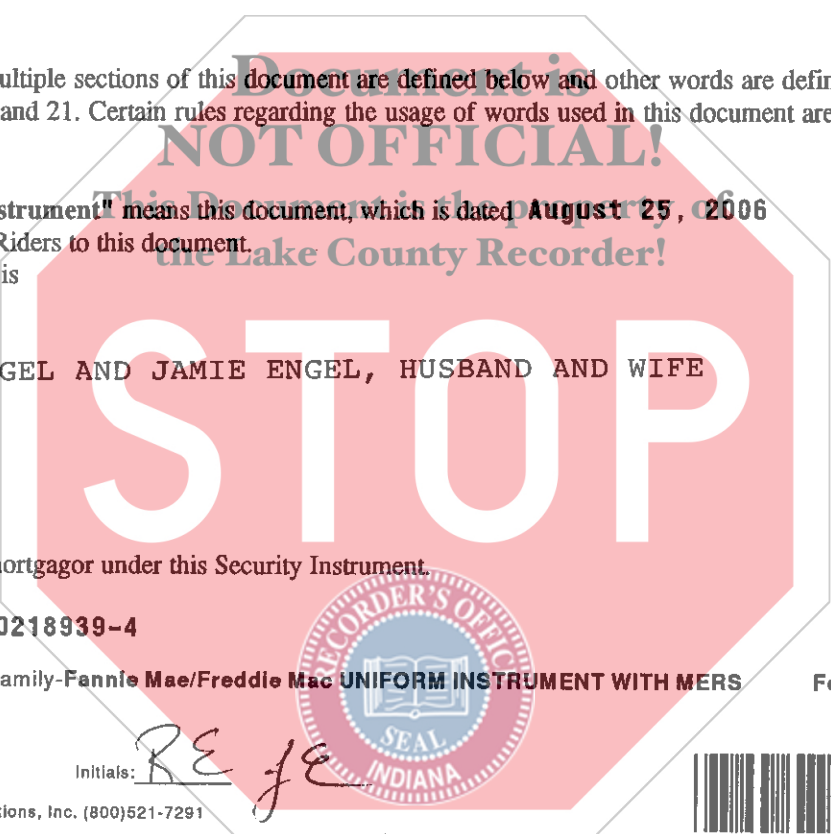 ultiple sections of this document are defined below and other words are defin
Document is
and 21. Certain rules regarding the usage of words used in this document are
NOT OFFICIAL!
strument" means this document, which is dated August 25, 2006
This Document is the property of
Riders to this document.
the Lake County Recorder!
is
GEL AND JAMIE ENGEL, HUSBAND AND WIFE
STOP
ortgagor under this Security Instrument.
RECORDER'S OFFICE
0218939-4
amily-Fannie Mae/Freddie Mac UNIFORM INSTRUMENT WITH MERS Fo
SEAL
INDIANA
Initials: RE JE
tions, Inc. (800)521-7291